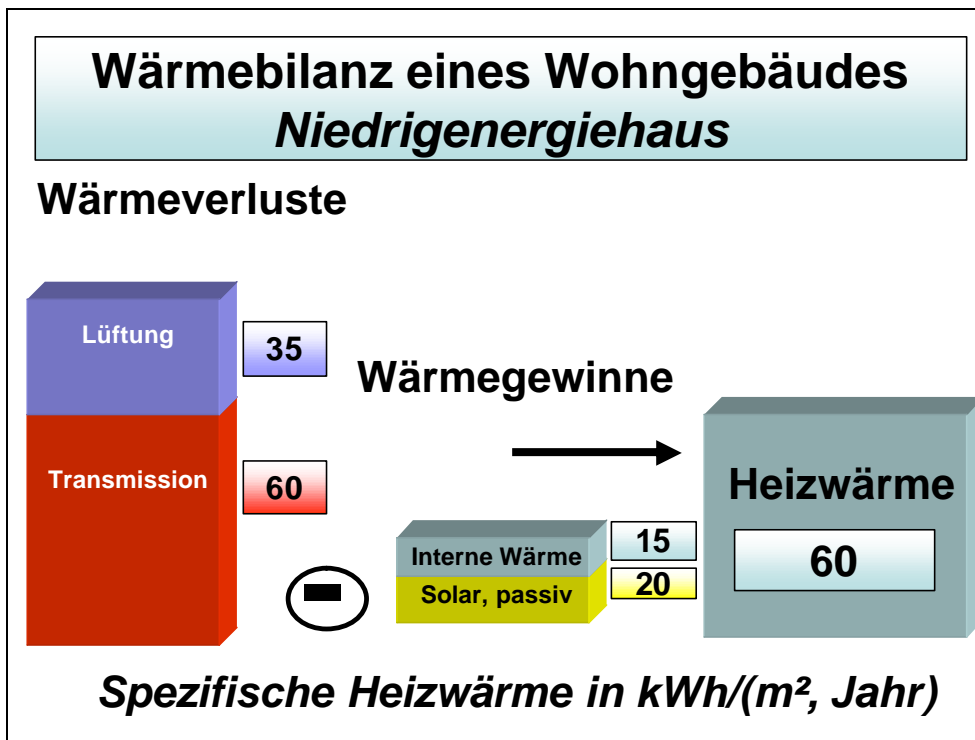 Wärmebilanz eines Wohngebäudes
Niedrigenergiehaus
Wärmeverluste
Lüftung
35
Wärmegewinne
Transmission
60
Heizwärme
60
Interne Wärme
15
Solar, passiv
20
Spezifische Heizwärme in kWh/(m², Jahr)